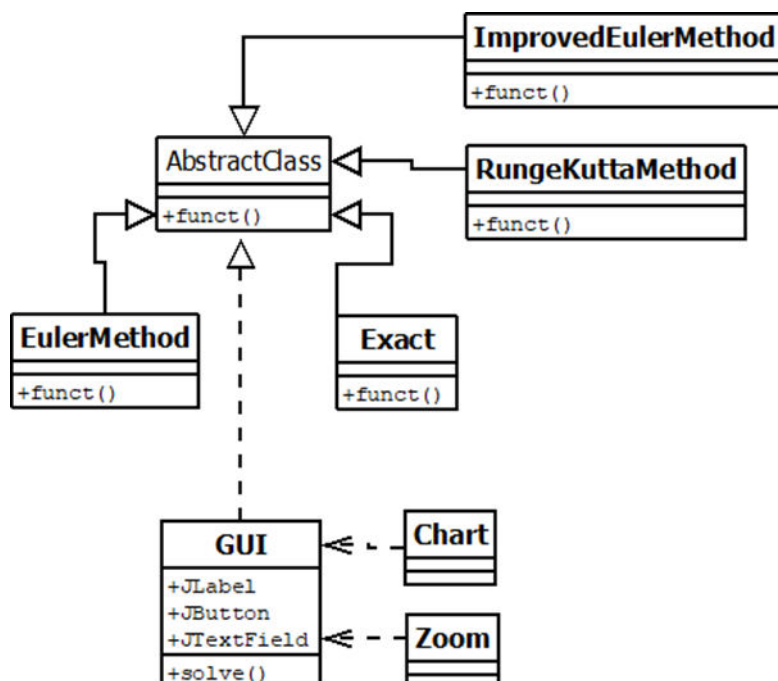 ImprovedEulerMethod
+funct()
AbstractClass
+funct()
RungeKuttaMethod
+funct()
EulerMethod
+funct()
Exact
+funct()
GUI
+JLabel
+JButton
+JTextField
+solve()
Chart
Zoom